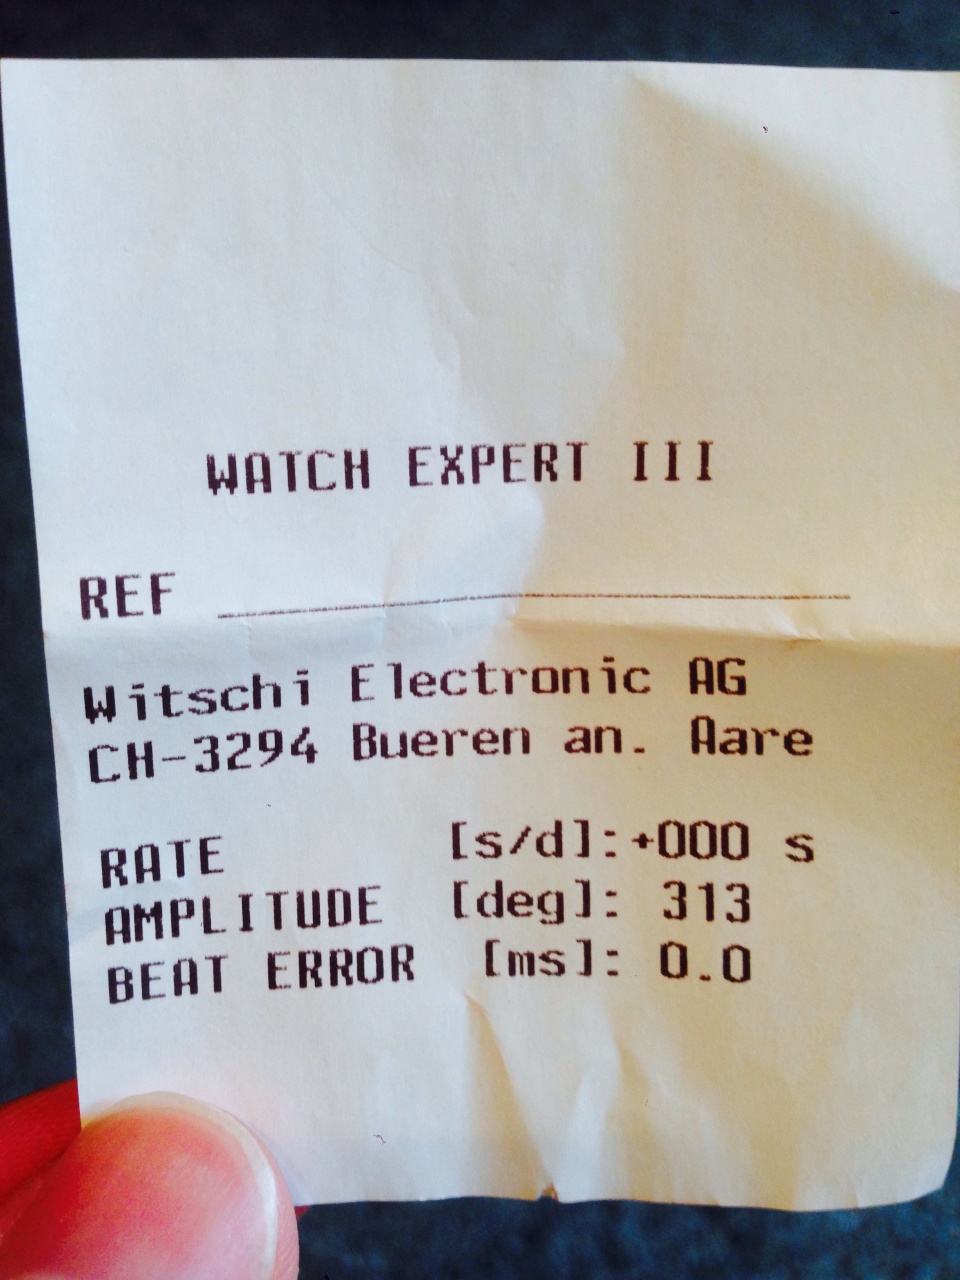 WATCH EXPERT III
REF
Witschi Electronic AG
CH-3294 Bueren an. Aare
RATE [s/d]:+000 s
AMPLITUDE [deg]: 313
BEAT ERROR [ms]: 0.0